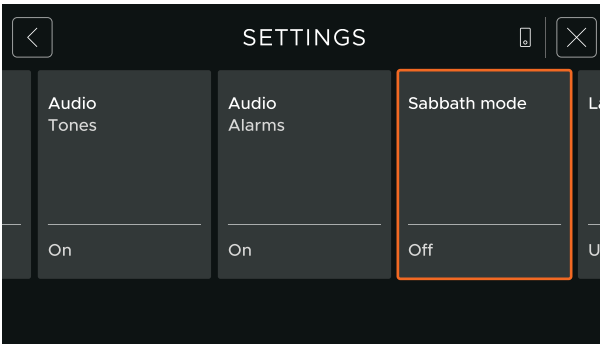 SETTINGS
Audio
Tones
On
Audio
Alarms
On
Sabbath mode
Off